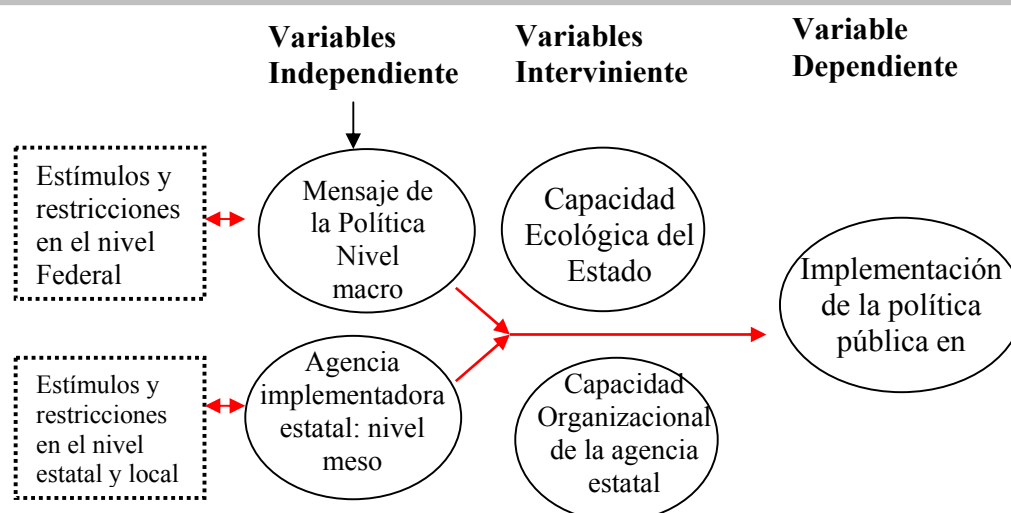 Variables
Independiente
Variables
Interviniente
Variable
Dependiente
Estímulos y
restricciones
en el nivel
Federal
Mensaje de
la Política
Nivel
macro
Capacidad
Ecológica del
Estado
Implementación
de la política
pública en
Estímulos y
restricciones
en el nivel
estatal y local
Agencia
implementadora
estatal: nivel
meso
Capacidad
Organizacional
de la agencia
estatal